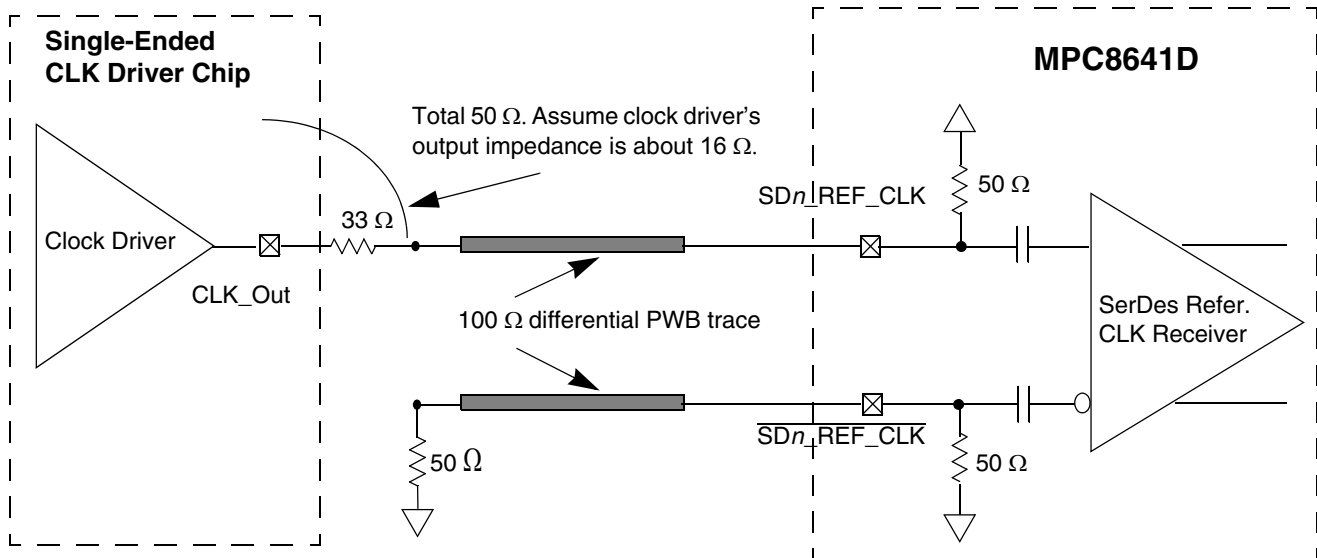 Single-Ended
CLK Driver Chip
MPC8641D
Total 50 Ω. Assume clock driver's
output impedance is about 16 Ω.
SDn_REF_CLK
50 Ω
33 Ω
Clock Driver
CLK_Out
100 Ω differential PWB trace
SerDes Refer.
CLK Receiver
SDn_REF_CLK
50 Ω
50 Ω